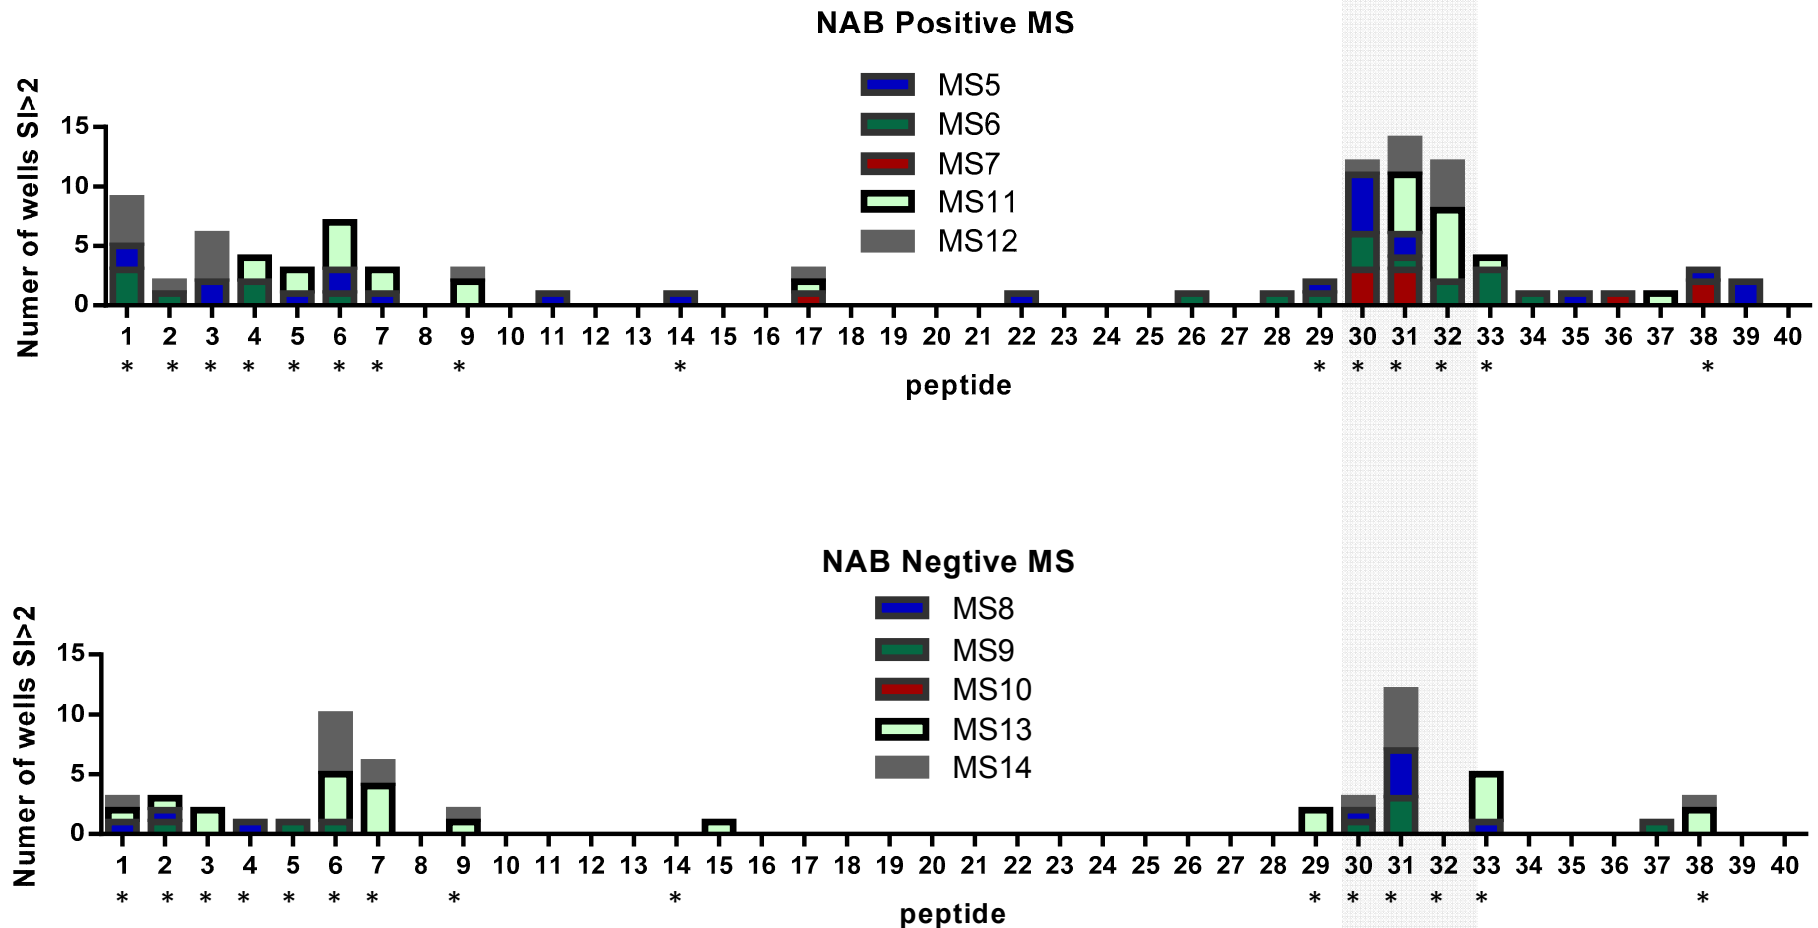 NAB Positive MS
MS5
MS6
MS7
MS11
MS12
Numer of wells SI>2
15
10
5
0
1 2 3 4 5 6 7 8 9 10 11 12 13 14 15 16 17 18 19 20 21 22 23 24 25 26 27 28 29 30 31 32 33 34 35 36 37 38 39 40
* * * * * * * * * * * * * * *
peptide
NAB Negtive MS
MS8
MS9
MS10
MS13
MS14
Numer of wells SI>2
15
10
5
0
1 2 3 4 5 6 7 8 9 10 11 12 13 14 15 16 17 18 19 20 21 22 23 24 25 26 27 28 29 30 31 32 33 34 35 36 37 38 39 40
* * * * * * * * * * * * * * *
peptide